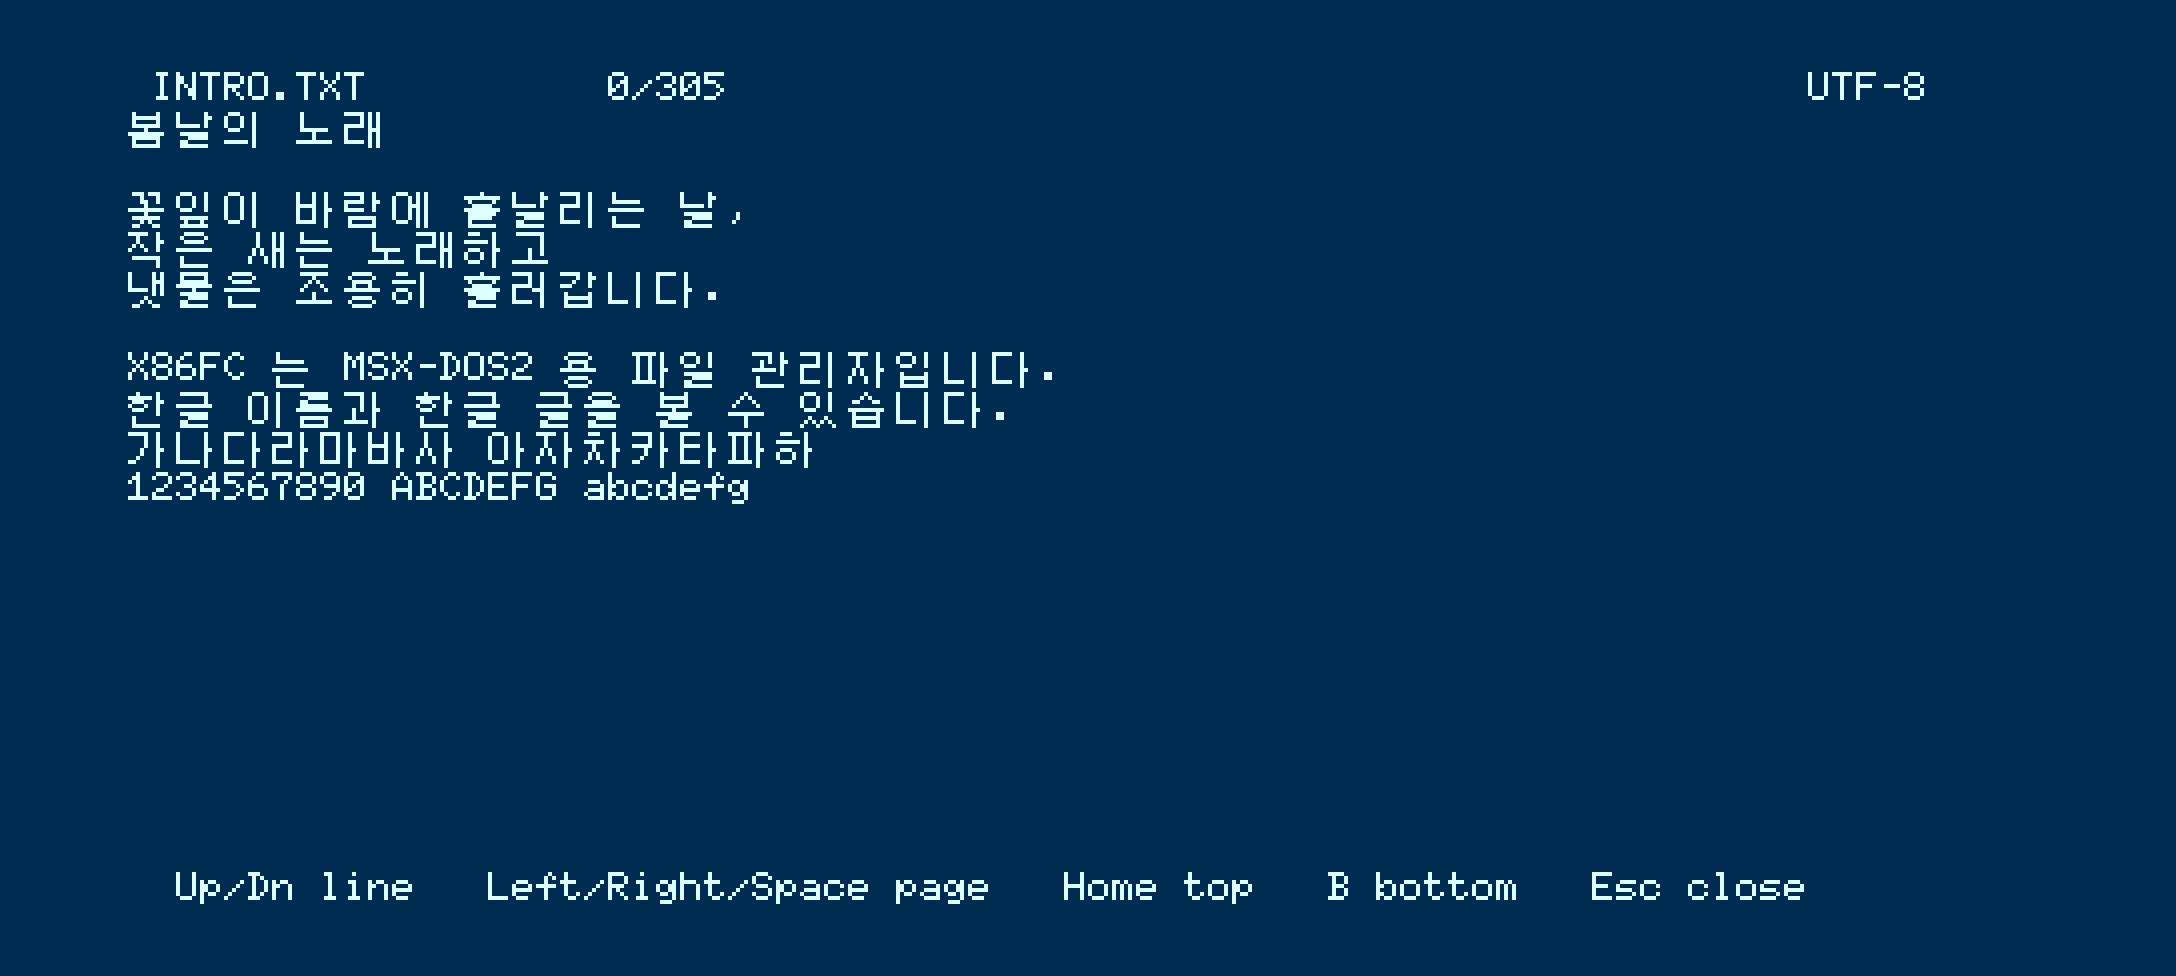 INTRO.TXT 0/305 UTF-8
봄날의 노래
꽃잎이 바람에 흩날리는 날,
작은 새는 노래하고
냇물은 조용히 흘러갑니다.
X86FC 는 MSX-DOS2 용 파일 관리자입니다.
한글 이름과 한글 글을 볼 수 있습니다.
가나다라마바사 아자차카타파하
1234567890 ABCDEFG abcdefg
Up/Dn line Left/Right/Space page Home top B bottom Esc close